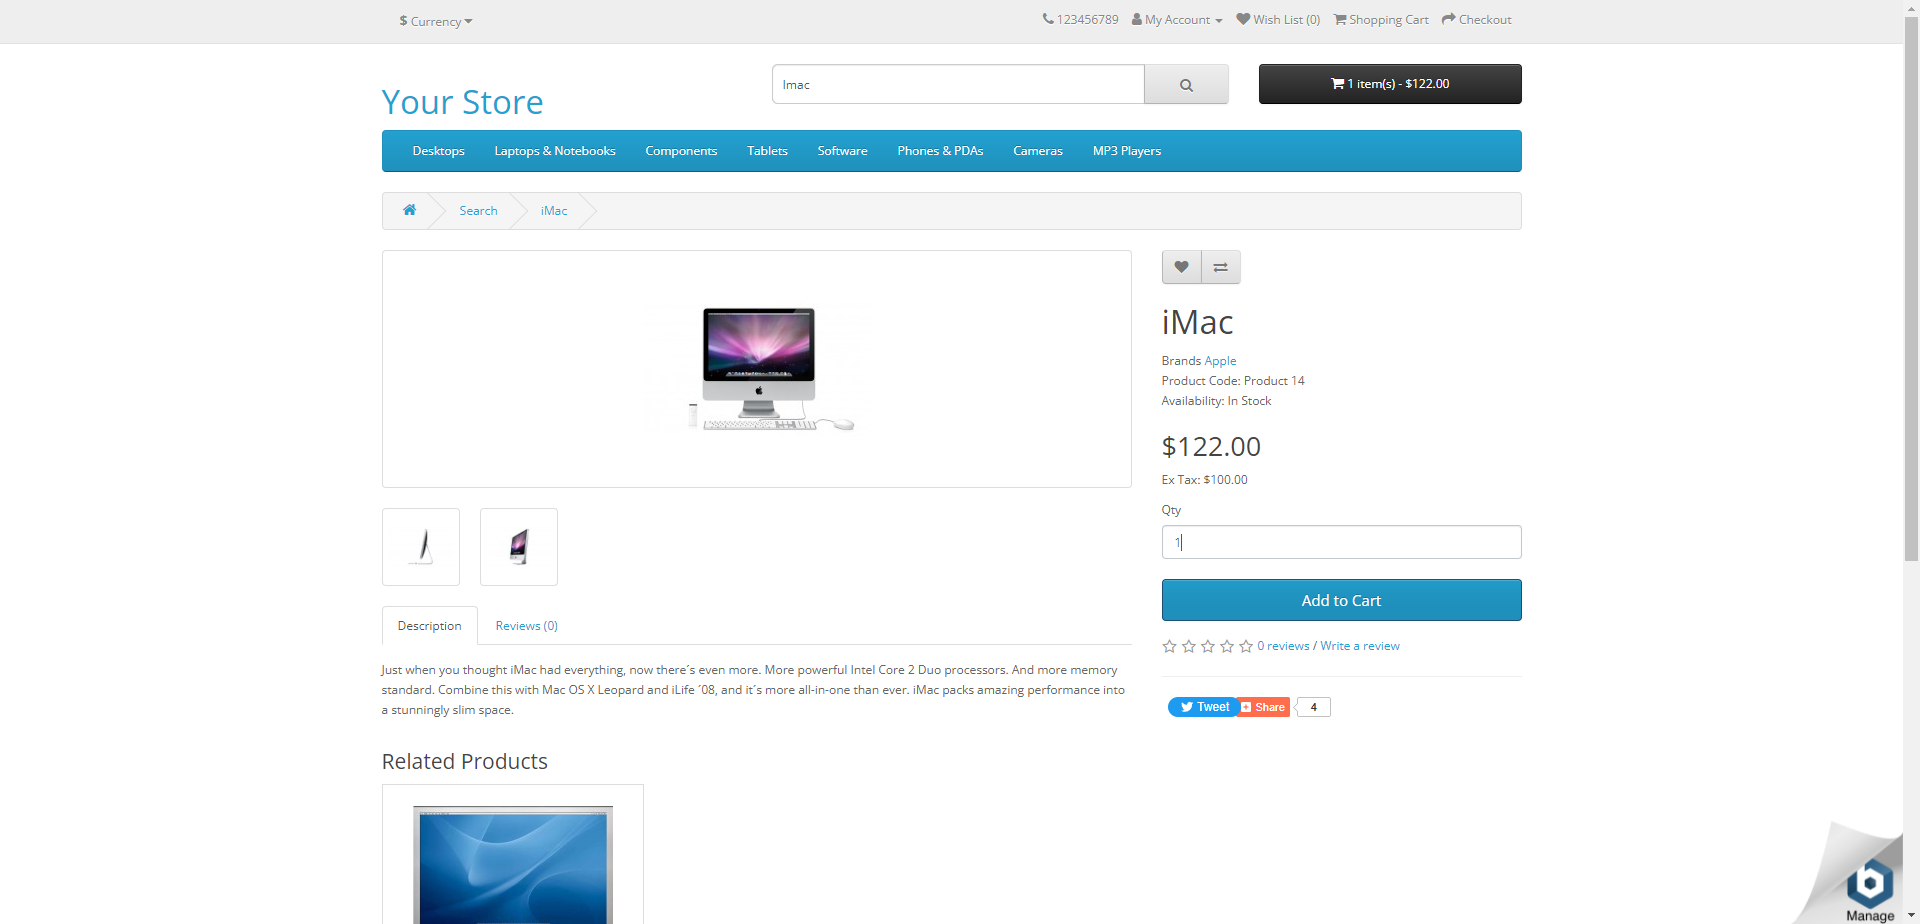 $ Currency
123456789 My Account Wish List (0) Shopping Cart Checkout
Your Store
Imac
1 item(s) - $122.00
Desktops Laptops & Notebooks Components Tablets Software Phones & PDAs Cameras MP3 Players
Search iMac
iMac
Brands Apple
Product Code: Product 14
Availability: In Stock
$122.00
Ex Tax: $100.00
Qty
1
Add to Cart
0 reviews / Write a review
Tweet Share 4
Description Reviews (0)
Just when you thought iMac had everything, now there´s even more. More powerful Intel Core 2 Duo processors. And more memory
standard. Combine this with Mac OS X Leopard and iLife ´08, and it´s more all-in-one than ever. iMac packs amazing performance into
a stunningly slim space.
Related Products
b
Manage